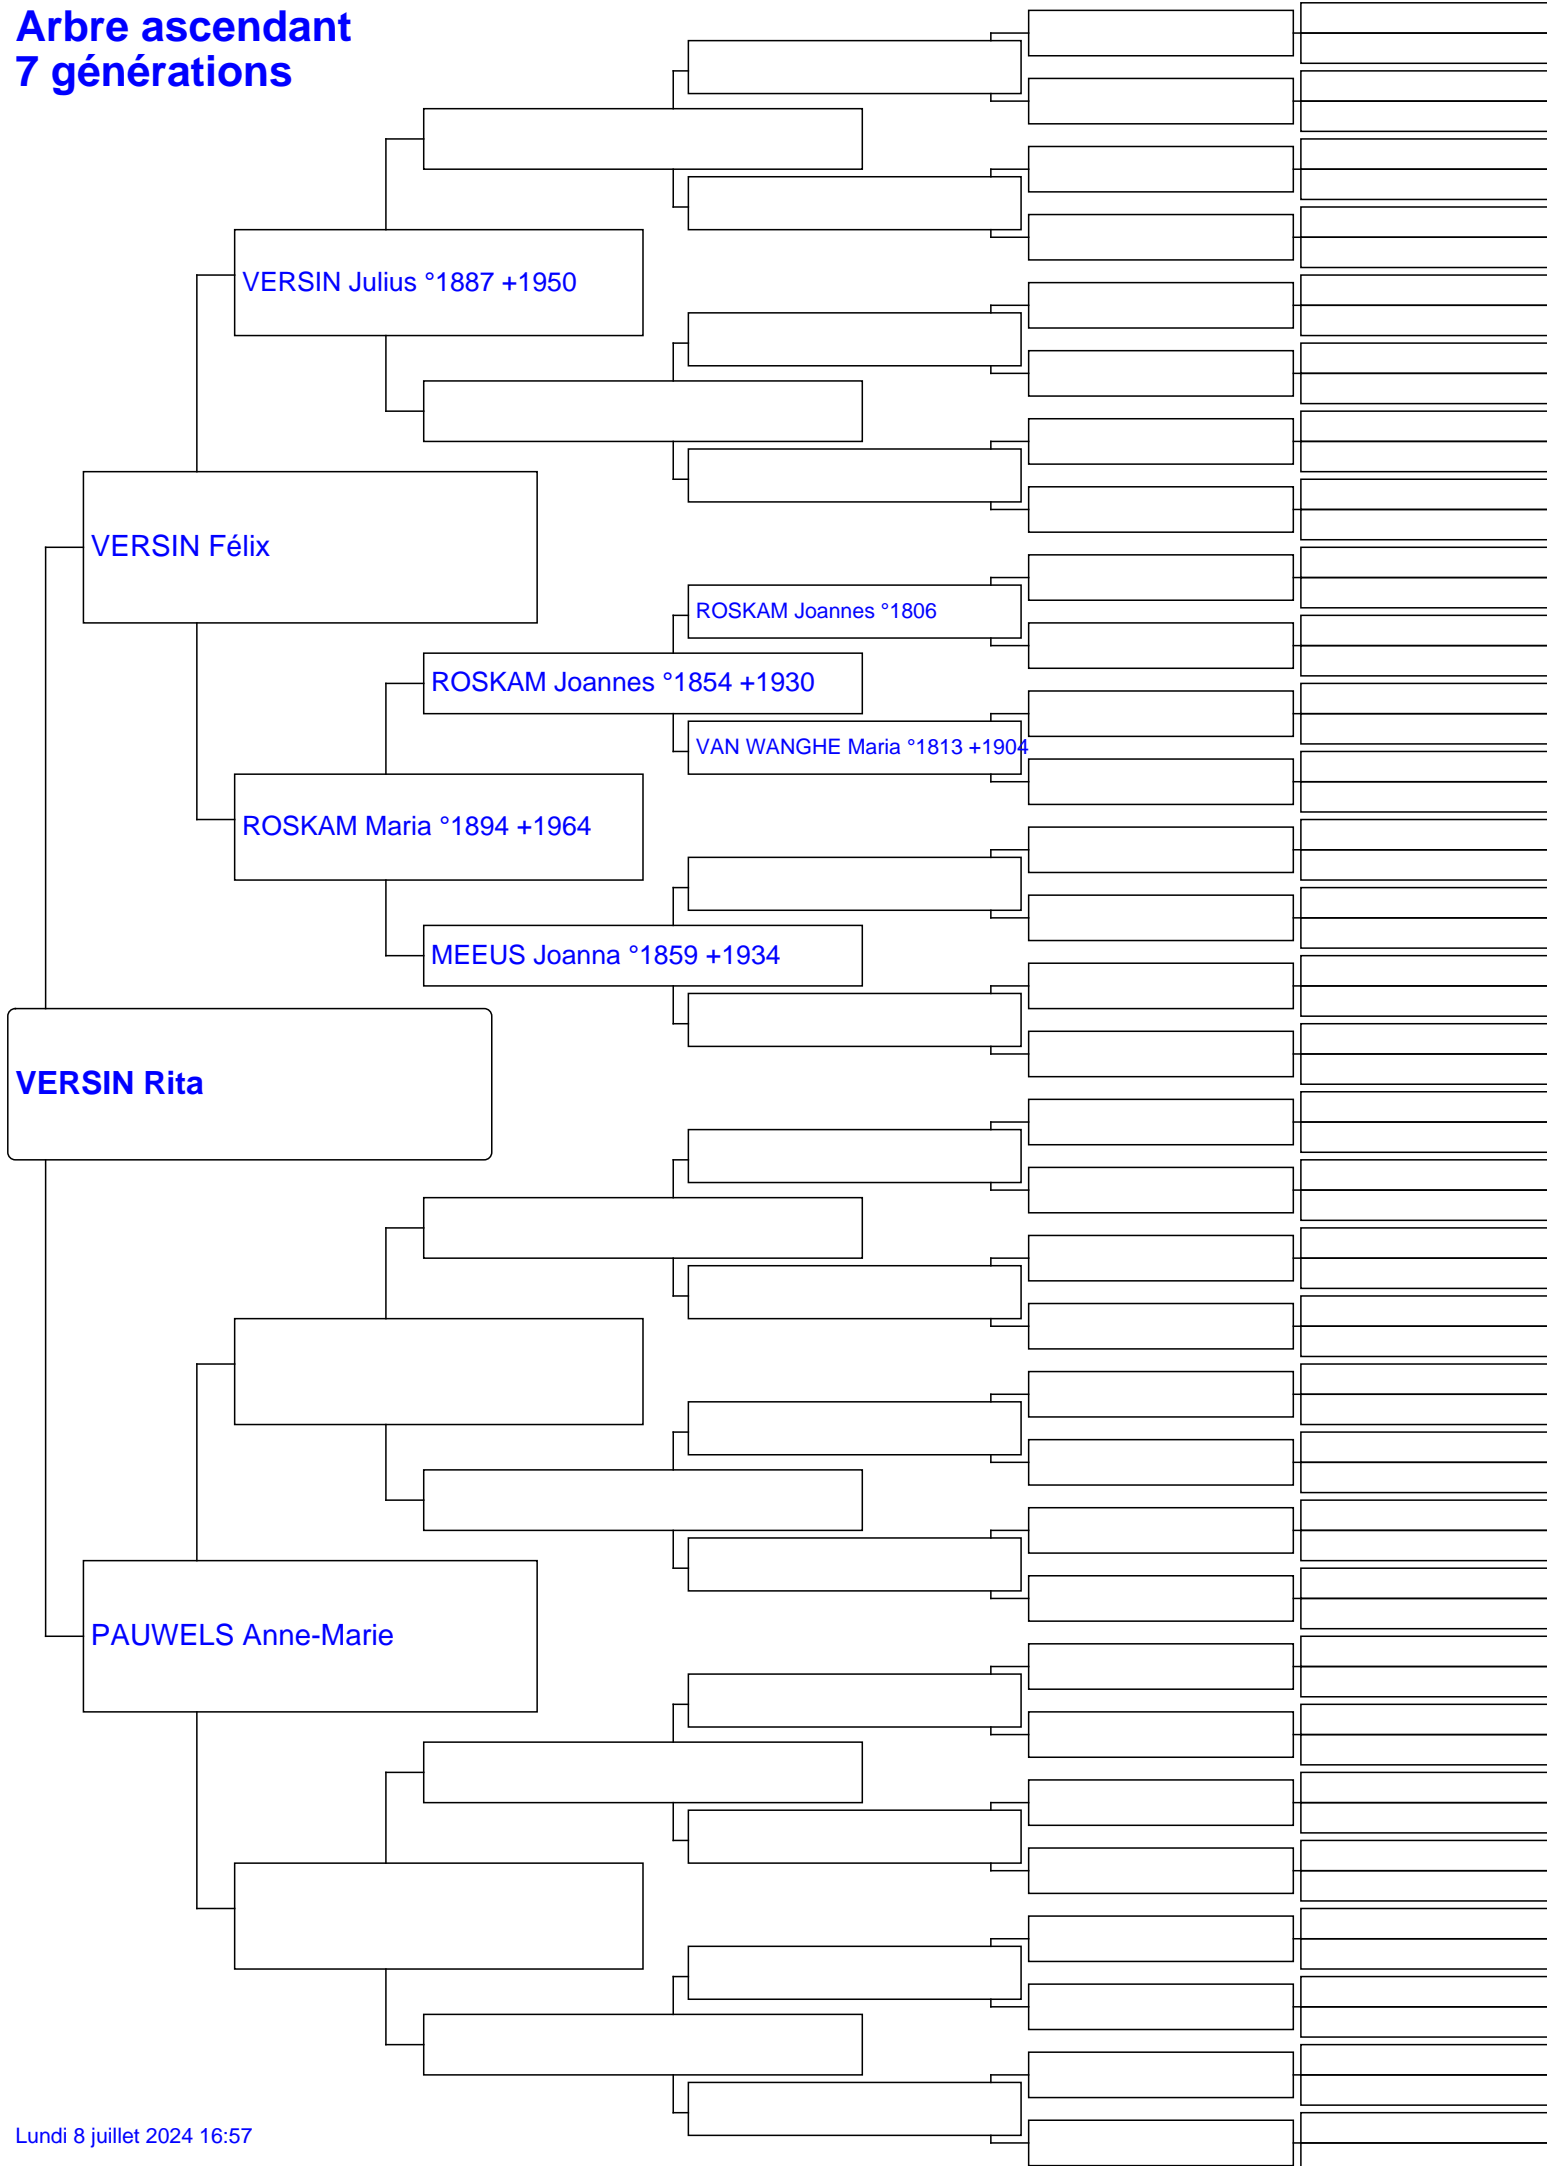 Arbre ascendant
7 générations
VERSIN Julius °1887 +1950
VERSIN Félix
ROSKAM Joannes °1806
ROSKAM Joannes °1854 +1930
VAN WANGHE Maria °1813 +1904
ROSKAM Maria °1894 +1964
MEEUS Joanna °1859 +1934
VERSIN Rita
PAUWELS Anne-Marie
Lundi 8 juillet 2024 16:57